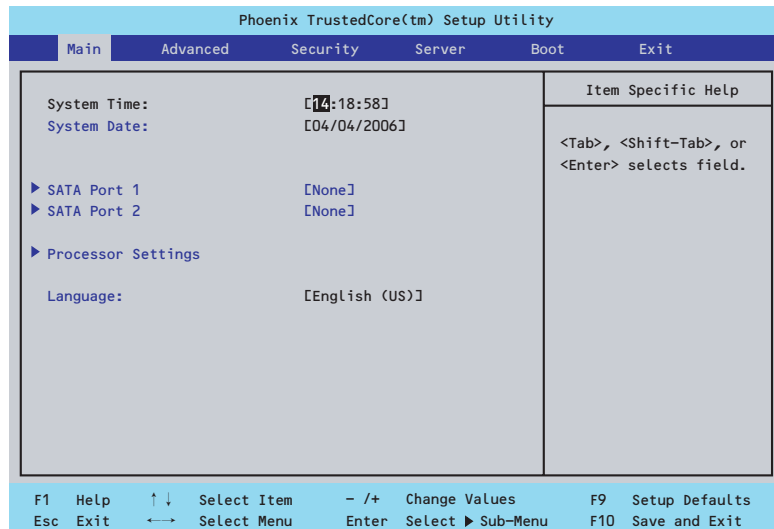 Phoenix TrustedCore(tm) Setup Utility
Main Advanced Security Server Boot Exit
System Time: [14:18:58]
System Date: [04/04/2006]
SATA Port 1 [None]
SATA Port 2 [None]
Processor Settings
Language: [English (US)]
Item Specific Help
<Tab>, <Shift-Tab>, or
<Enter> selects field.
F1 Help ↑↓ Select Item - /+ Change Values F9 Setup Defaults
Esc Exit ←→ Select Menu Enter Select ▶ Sub-Menu F10 Save and Exit